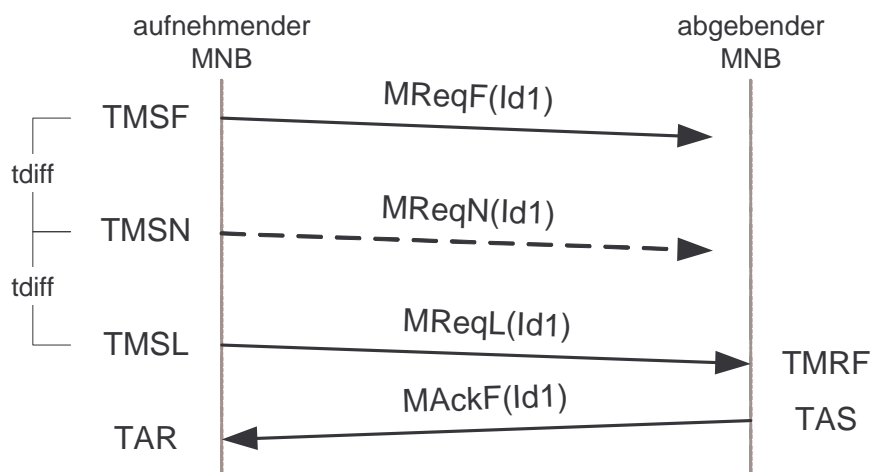 aufnehmender
MNB
abgebender
MNB
MReqF(Id1)
TMSF
tdiff
MReqN(Id1)
TMSN
tdiff
MReqL(Id1)
TMSL
TMRF
MAckF(Id1)
TAS
TAR